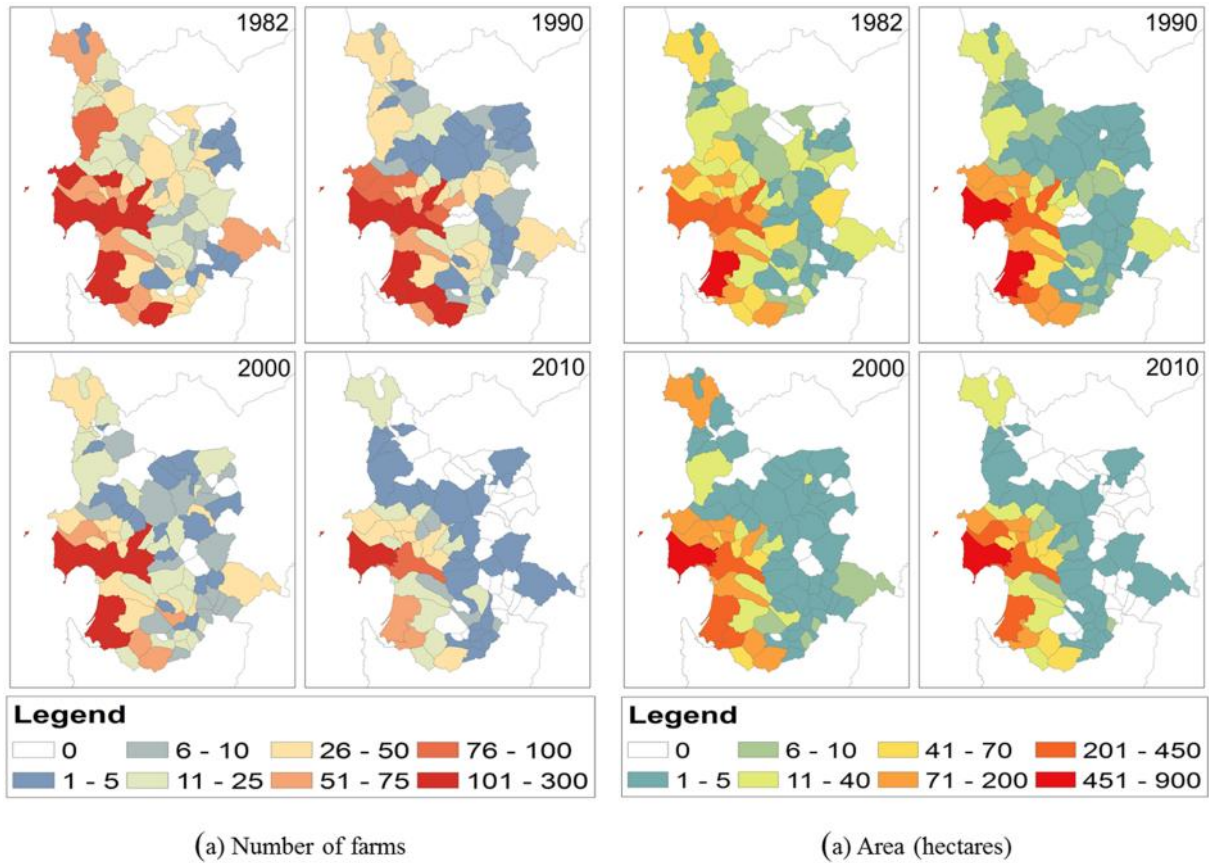 1982 1990 1982 1990
2000 2010 2000 2010
Legend
0 6 - 10 26 - 50 76 - 100
1 - 5 11 - 25 51 - 75 101 - 300
Legend
0 6 - 10 41 - 70 201 - 450
1 - 5 11 - 40 71 - 200 451 - 900
(a) Number of farms
(a) Area (hectares)